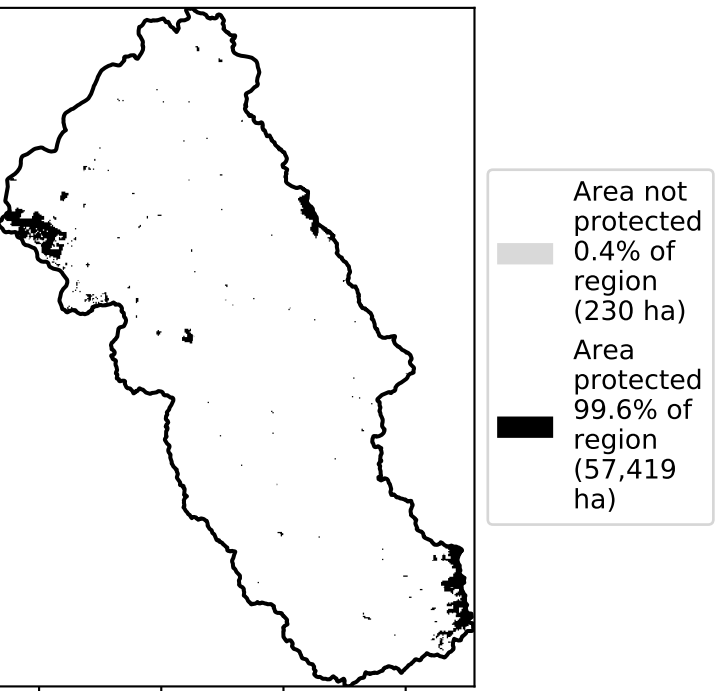 Area not
protected
0.4% of
region
(230 ha)
Area
protected
99.6% of
region
(57,419
ha)